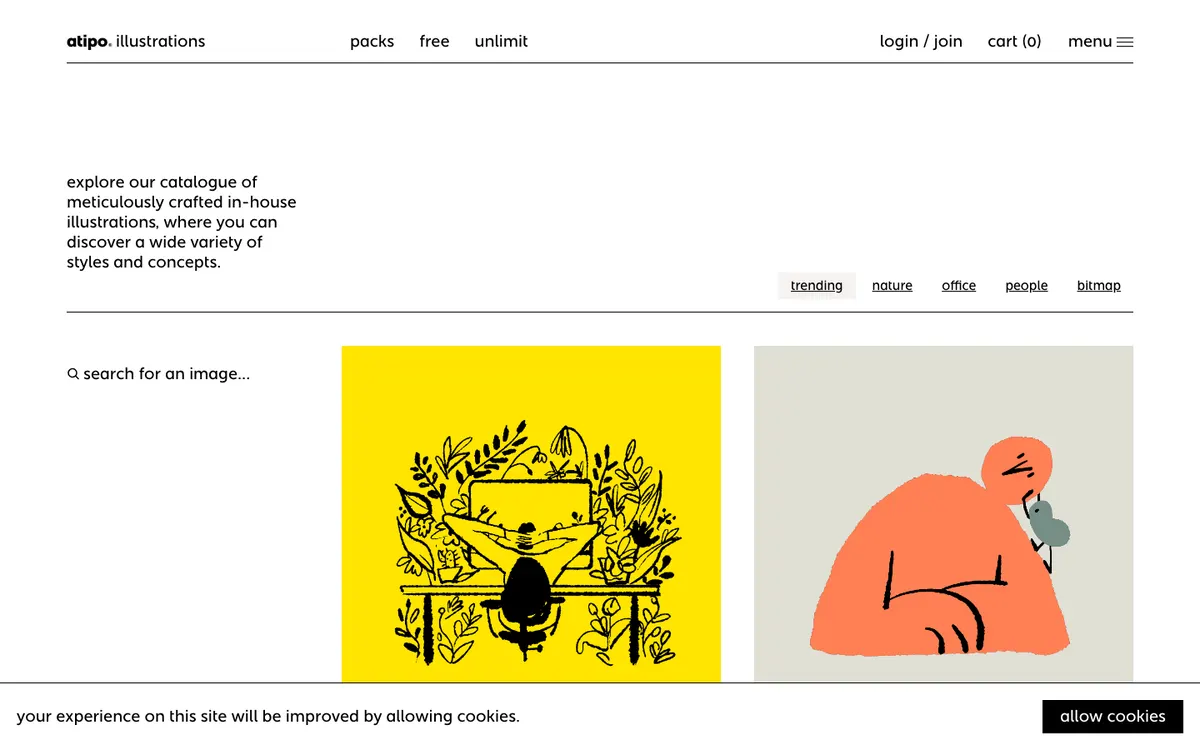 atipo. illustrations
packs free unlimit
login / join cart (0) menu
explore our catalogue of
meticulously crafted in-house
illustrations, where you can
discover a wide variety of
styles and concepts.
trending nature office people bitmap
search for an image...
your experience on this site will be improved by allowing cookies.
allow cookies